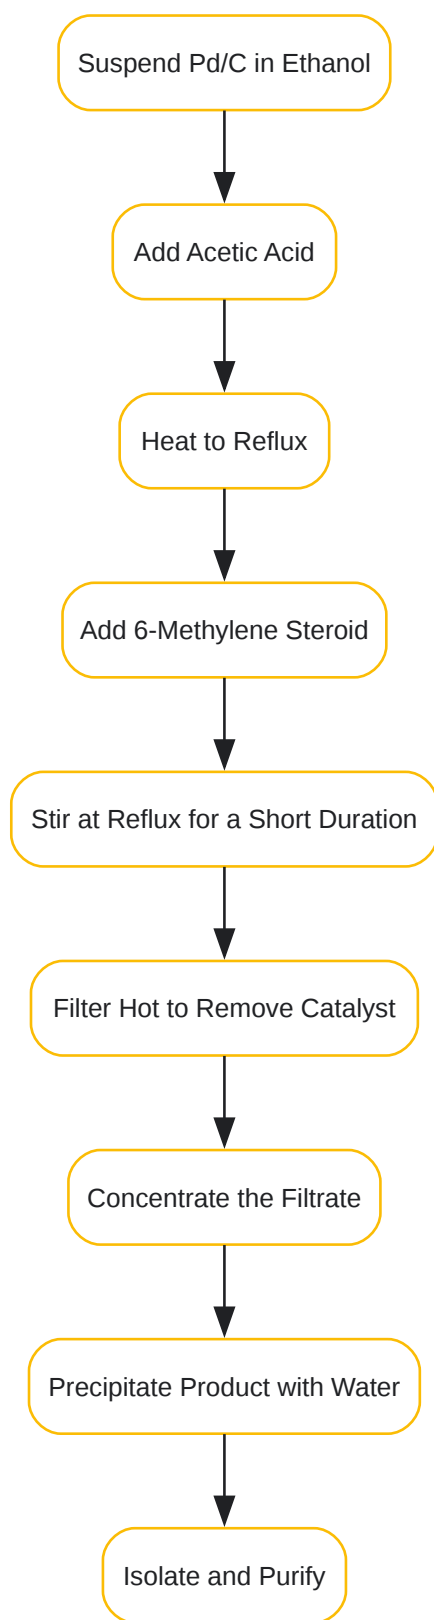 Suspend Pd/C in Ethanol
Add Acetic Acid
Heat to Reflux
Add 6-Methylene Steroid
Stir at Reflux for a Short Duration
Filter Hot to Remove Catalyst
Concentrate the Filtrate
Precipitate Product with Water
Isolate and Purify